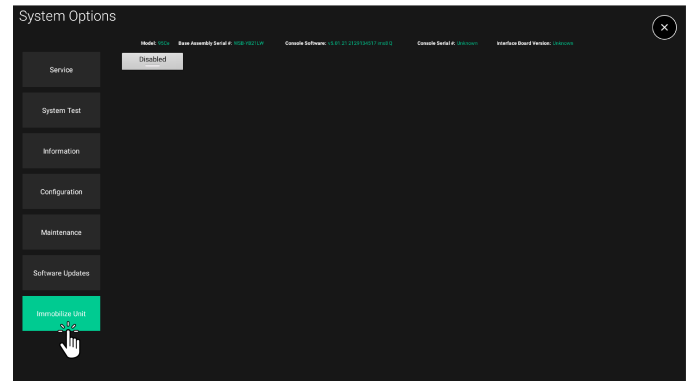 System Options
Model: 95Gx Base Assembly Serial #: Console Software: Console Serial #: Unknown Interface Board Version: Unknown
Disabled
Service
System Test
Information
Configuration
Maintenance
Software Updates
Immobilize Unit